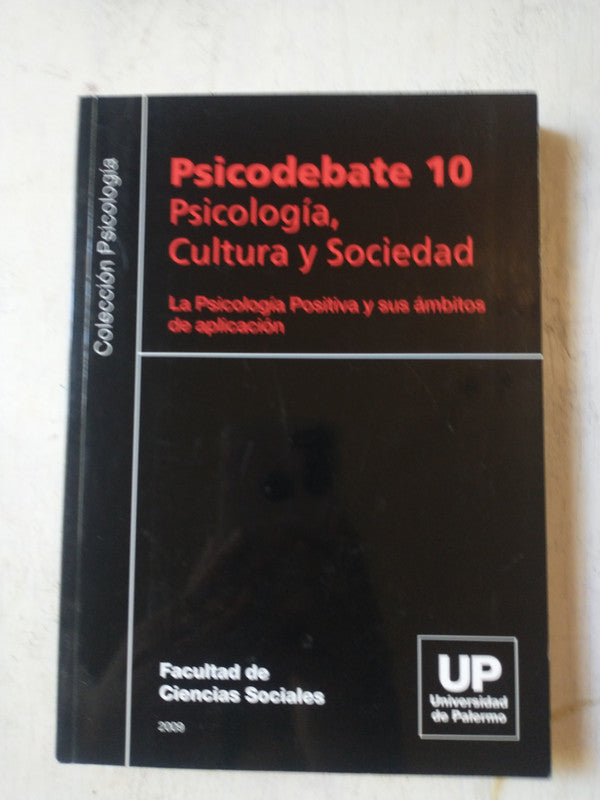 Colección Psicología
Psicodebate 10
Psicología,
Cultura y Sociedad
La Psicología Positiva y sus ámbitos
de aplicación
Facultad de
Ciencias Sociales
2009
UP
Universidad
de Palermo